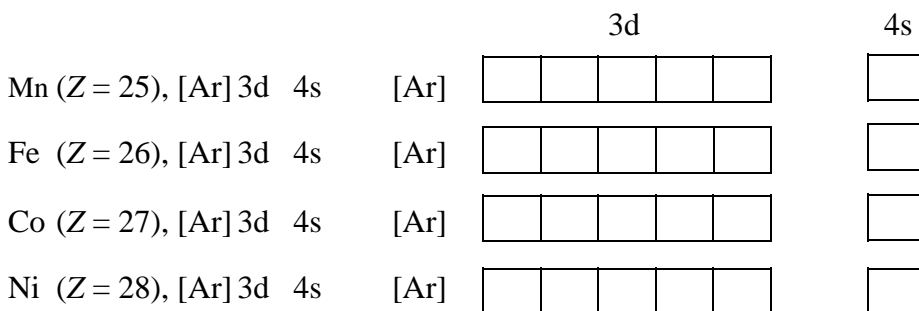 3d 4s
Mn (Z = 25), [Ar] 3d 4s [Ar]
Fe (Z = 26), [Ar] 3d 4s [Ar]
Co (Z = 27), [Ar] 3d 4s [Ar]
Ni (Z = 28), [Ar] 3d 4s [Ar]